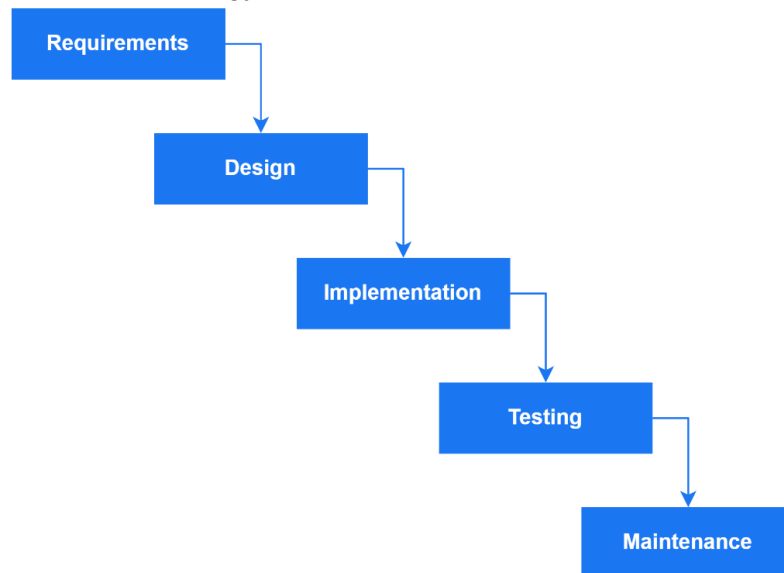 Requirements
Design
Implementation
Testing
Maintenance